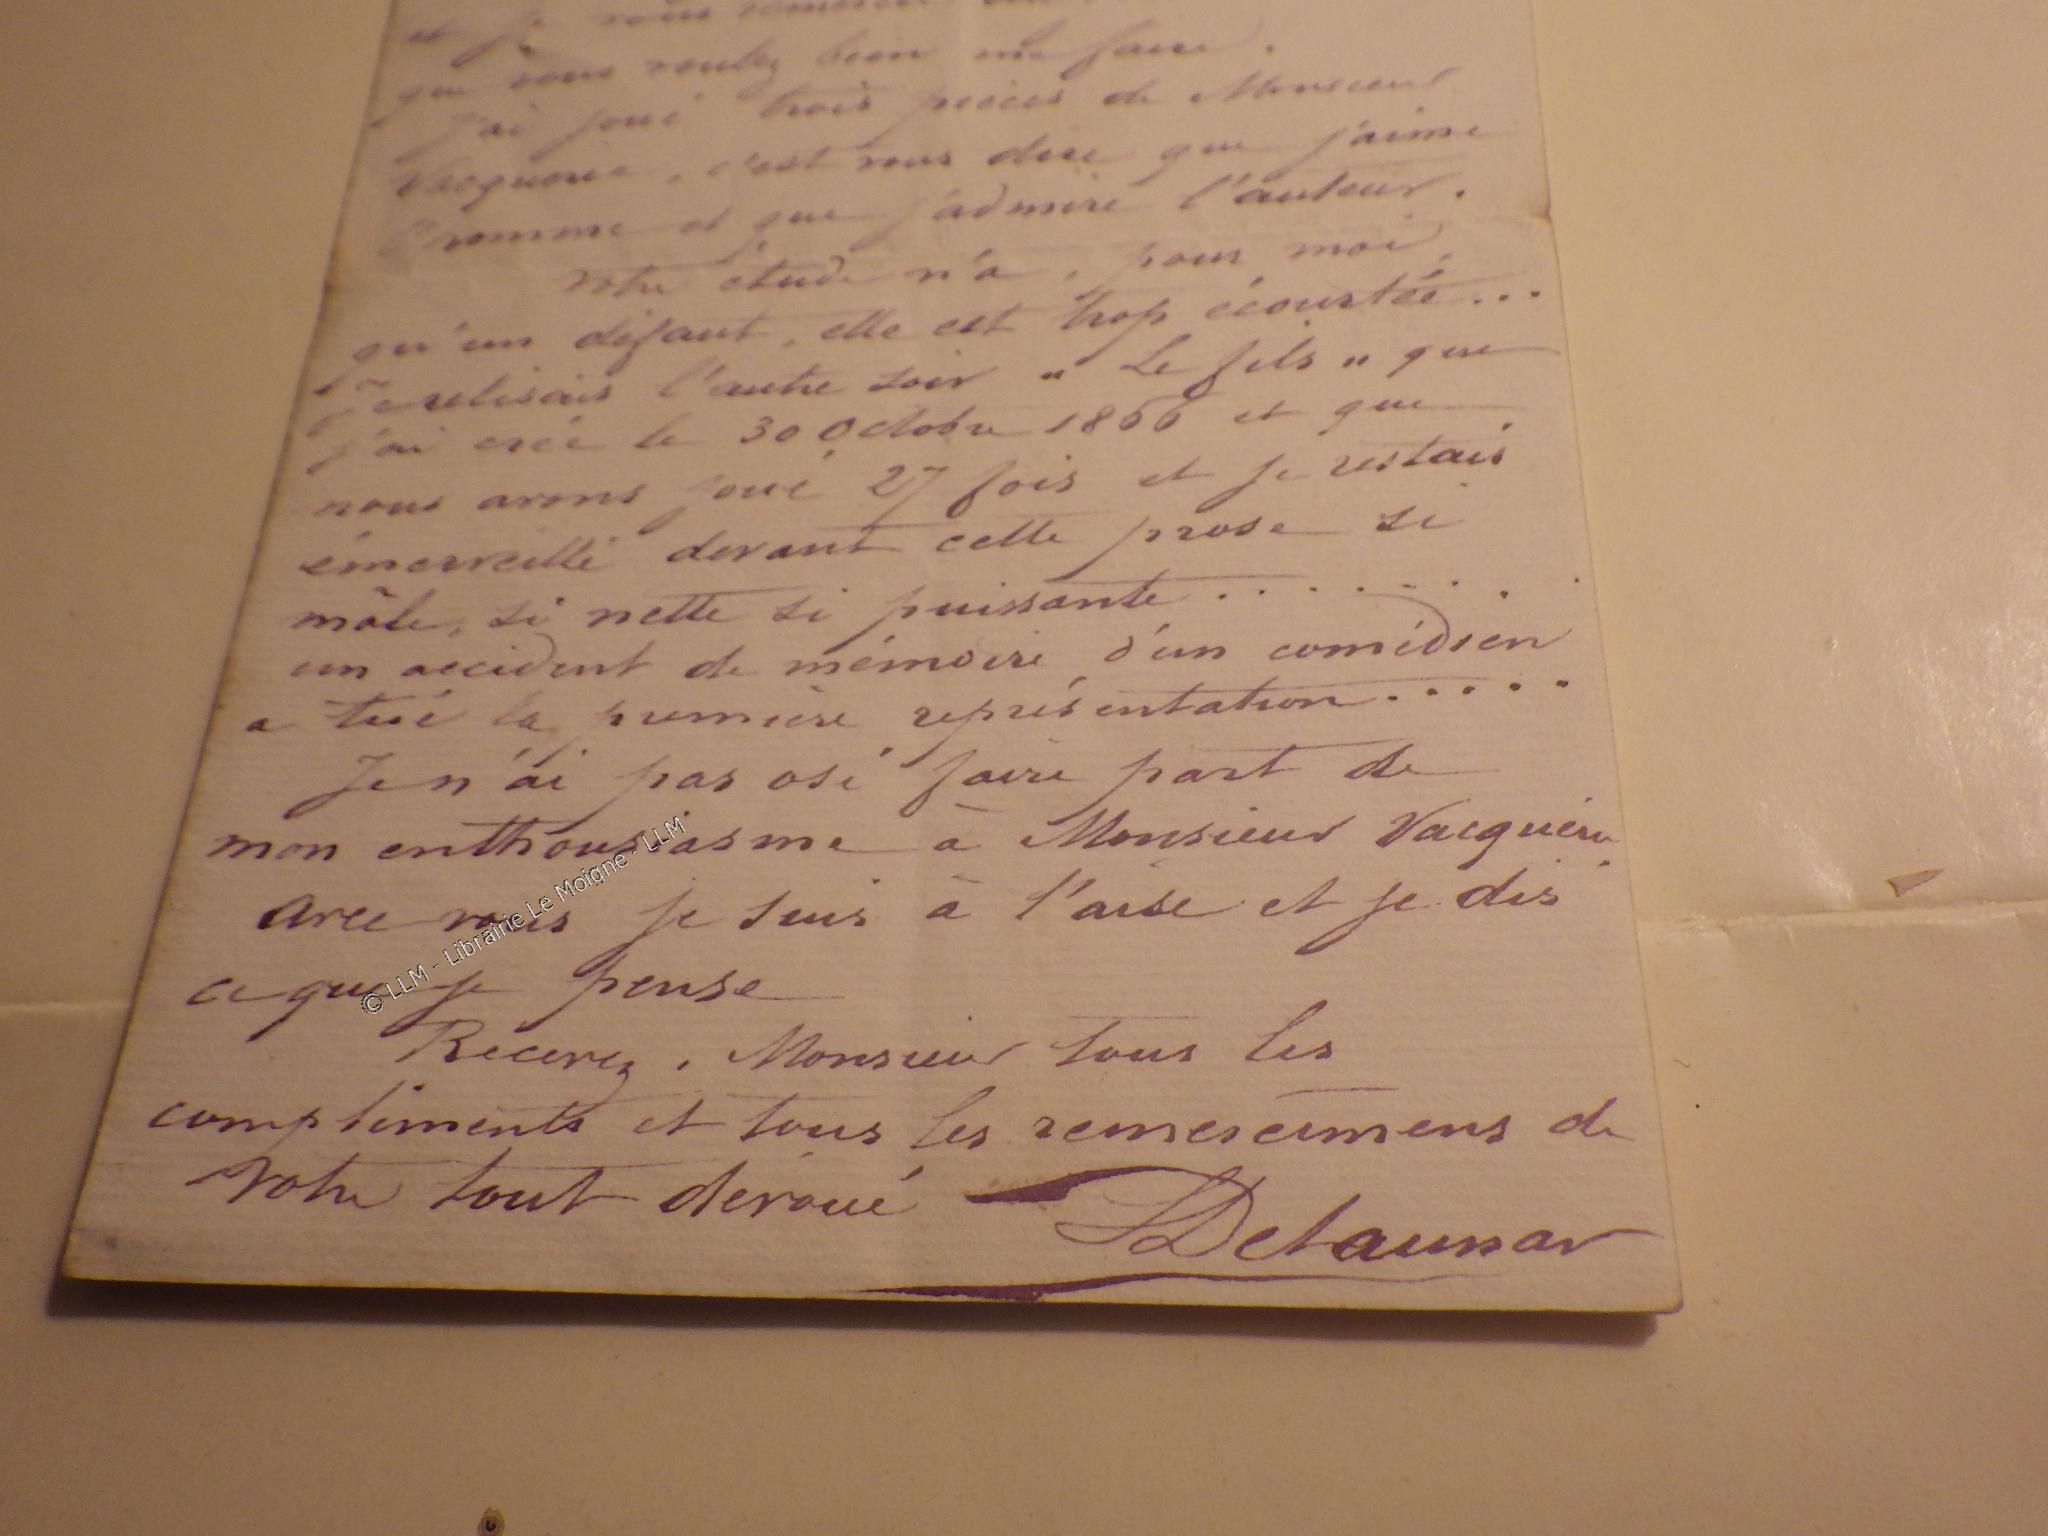 et je vous remercie
que vous voulez bien me faire.
J'ai joué trois pièces de Monsieur
Vacquerie, c'est vous dire que j'aime
l'homme et que j'admire l'auteur.
Votre étude n'a, pour moi,
qu'un défaut, elle est trop écourtée...
Je relisais l'autre soir " Le fils " que
j'ai créé le 30 Octobre 1866 et que
nous avons joué 27 fois et je restais
émerveillé devant cette prose si
mâle, si nette si puissante . . . . . . .
un accident de mémoire d'un comédien
a tué la première représentation . . . . .
Je n'ai pas osé faire part de
mon enthousiasme à Monsieur Vacquerie
avec vous je suis à l'aise et je dis
ce que je pense
Recevez, Monsieur tous les
compliments et tous les remerciemens de
Votre tout dévoué
Delaunay
© LLM - Librairie Le Moigne - LLM